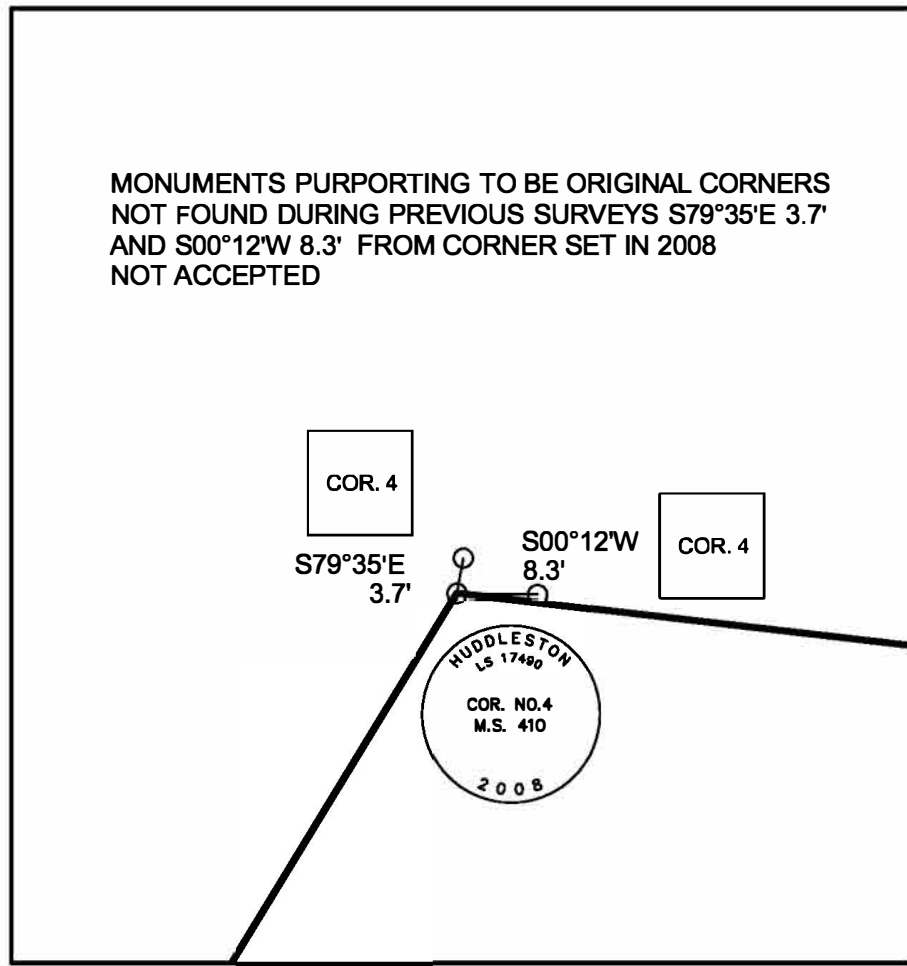 MONUMENTS PURPORTING TO BE ORIGINAL CORNERS
NOT FOUND DURING PREVIOUS SURVEYS S79°35'E 3.7'
AND S00°12'W 8.3' FROM CORNER SET IN 2008
NOT ACCEPTED
COR. 4
S79°35'E
3.7'
S00°12'W
8.3'
COR. 4
HUDDLESTON
LS 17490
COR. NO.4
M.S. 410
2008